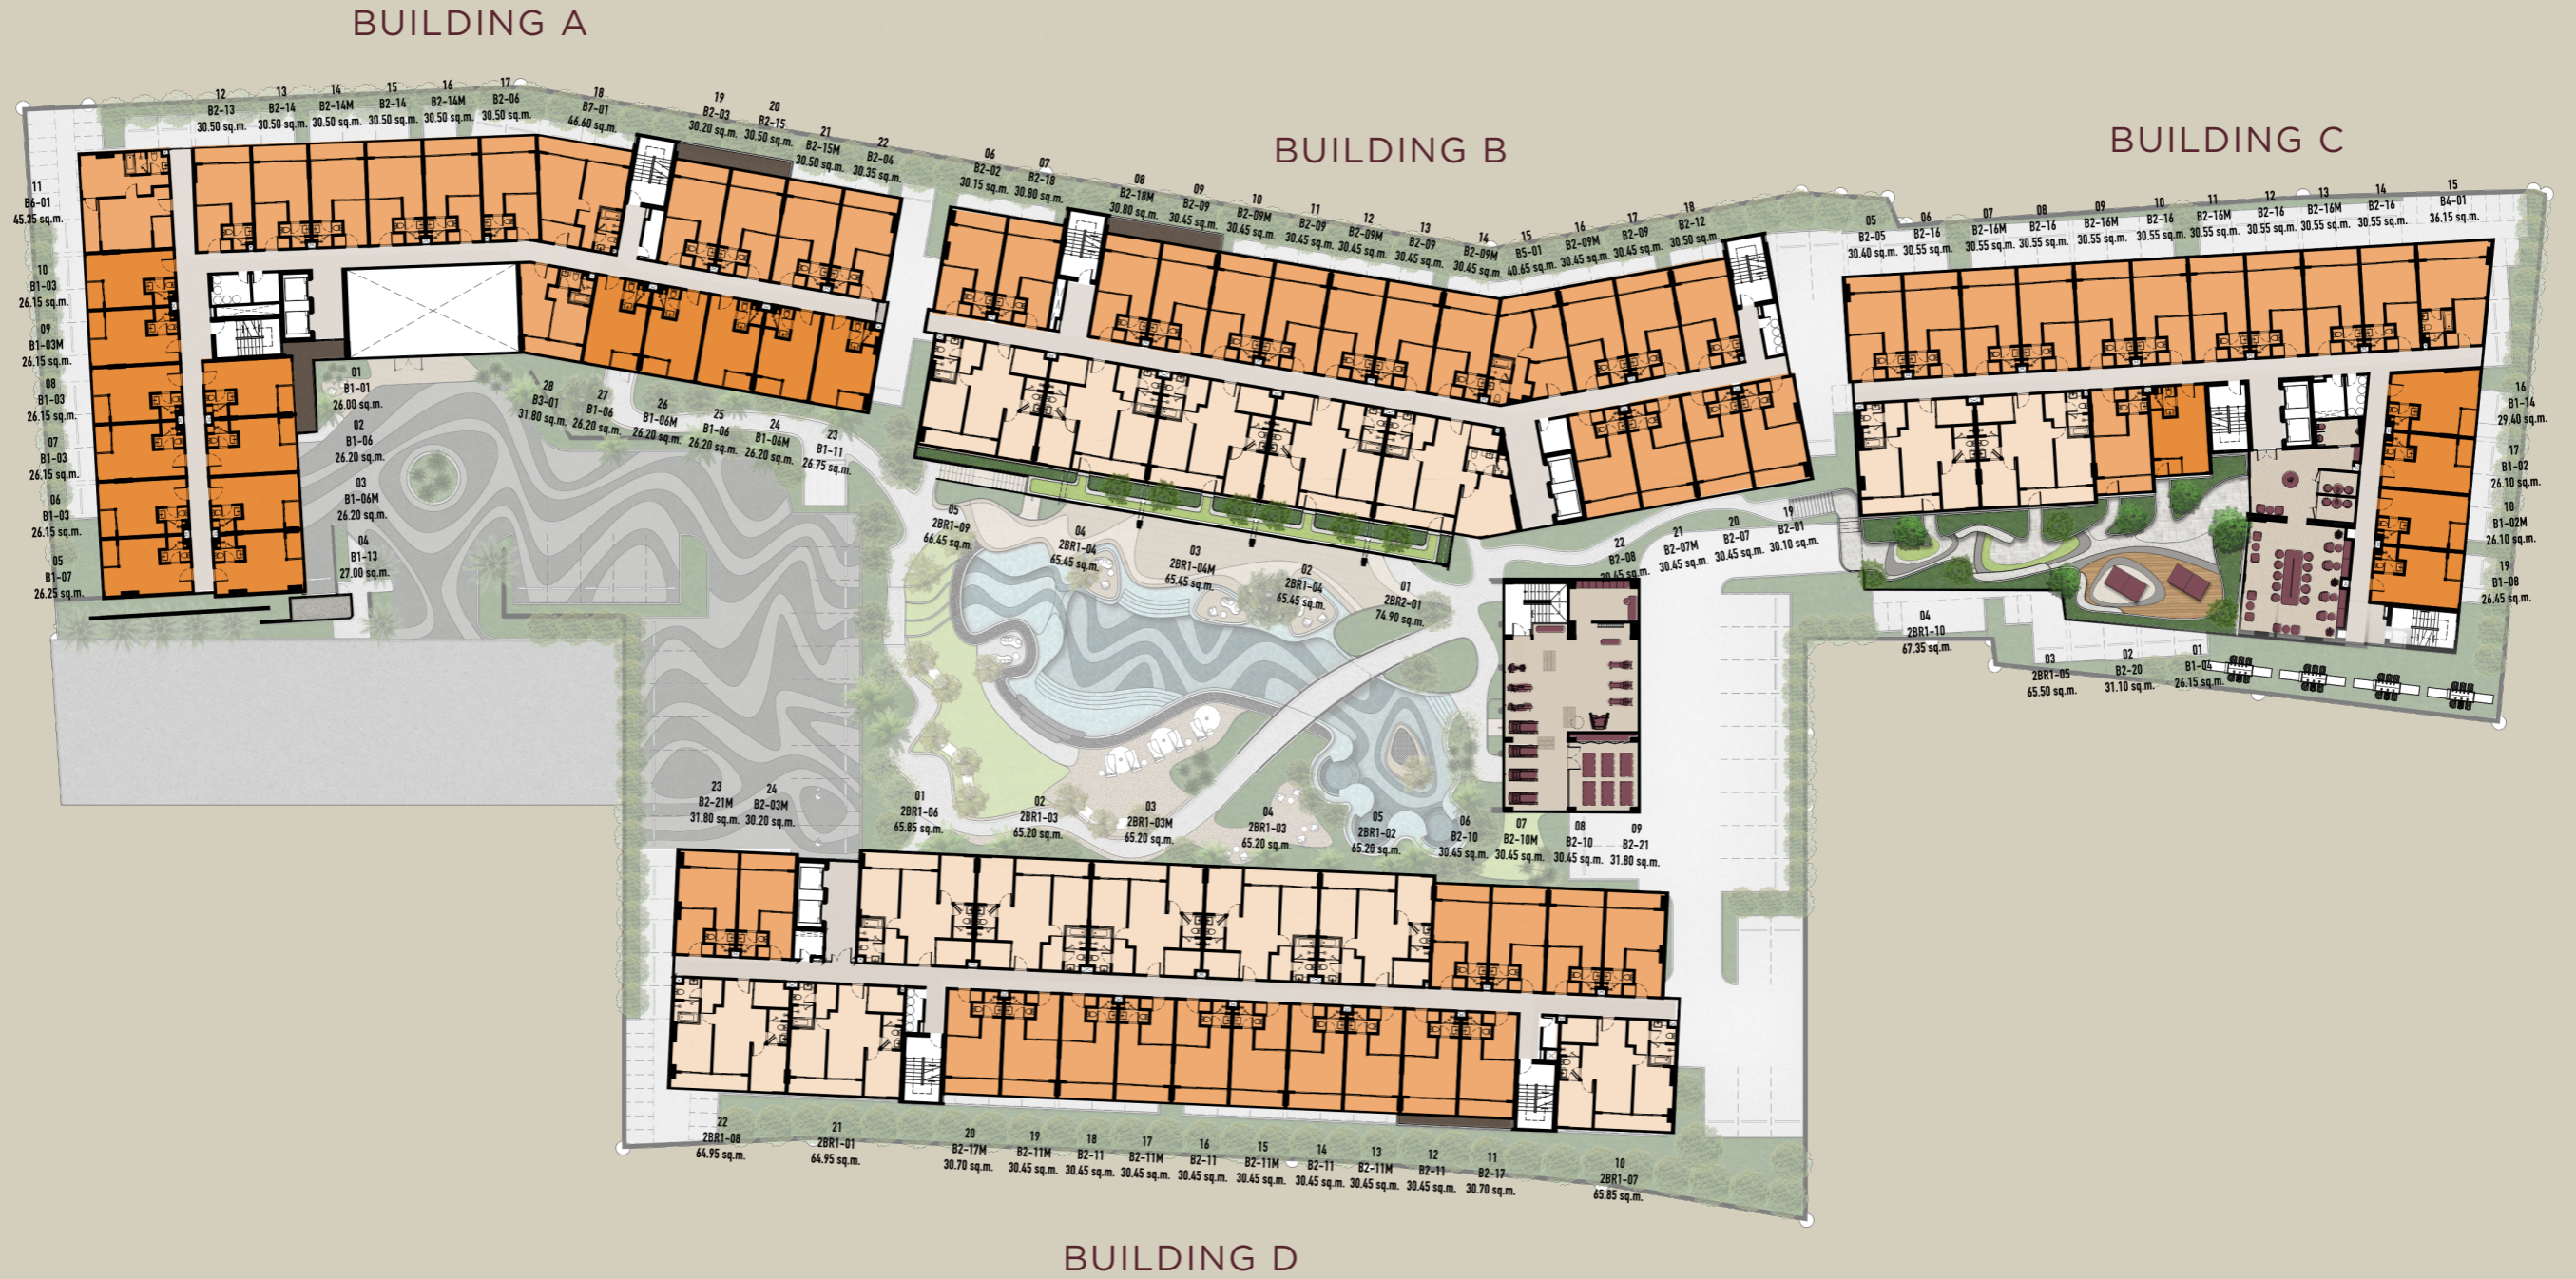 BUILDING A
12
B2-13
30.50 sq.m.
13
B2-14
30.50 sq.m.
14
B2-14M
30.50 sq.m.
15
B2-14
30.50 sq.m.
16
B2-14M
30.50 sq.m.
17
B2-06
30.50 sq.m.
18
B7-01
46.60 sq.m.
19
B2-03
30.20 sq.m.
20
B2-15
30.50 sq.m.
21
B2-15M
30.50 sq.m.
22
B2-04
30.35 sq.m.
11
B6-01
45.35 sq.m.
10
B1-03
26.15 sq.m.
09
B1-03M
26.15 sq.m.
08
B1-03
26.15 sq.m.
07
B1-03
26.15 sq.m.
06
B1-03
26.15 sq.m.
05
B1-07
26.25 sq.m.
01
B1-01
26.00 sq.m.
02
B1-06
26.20 sq.m.
03
B1-06M
26.20 sq.m.
04
B1-13
27.00 sq.m.
28
B3-01
31.80 sq.m.
27
B1-06
26.20 sq.m.
26
B1-06M
26.20 sq.m.
25
B1-06
26.20 sq.m.
24
B1-06M
26.20 sq.m.
23
B1-11
26.75 sq.m.
BUILDING B
06
B2-02
30.15 sq.m.
07
B2-18
30.80 sq.m.
08
B2-18M
30.80 sq.m.
09
B2-09
30.45 sq.m.
10
B2-09M
30.45 sq.m.
11
B2-09
30.45 sq.m.
12
B2-09M
30.45 sq.m.
13
B2-09
30.45 sq.m.
14
B2-09M
30.45 sq.m.
15
B5-01
40.65 sq.m.
16
B2-09M
30.45 sq.m.
17
B2-09
30.45 sq.m.
18
B2-12
30.50 sq.m.
05
2BR1-09
66.45 sq.m.
04
2BR1-04
65.45 sq.m.
03
2BR1-04M
65.45 sq.m.
02
2BR1-04
65.45 sq.m.
01
2BR2-01
74.90 sq.m.
22
B2-08
30.45 sq.m.
21
B2-07M
30.45 sq.m.
20
B2-07
30.45 sq.m.
19
B2-01
30.10 sq.m.
BUILDING C
05
B2-05
30.40 sq.m.
06
B2-16
30.55 sq.m.
07
B2-16M
30.55 sq.m.
08
B2-16
30.55 sq.m.
09
B2-16M
30.55 sq.m.
10
B2-16
30.55 sq.m.
11
B2-16M
30.55 sq.m.
12
B2-16
30.55 sq.m.
13
B2-16M
30.55 sq.m.
14
B2-16
30.55 sq.m.
15
B4-01
36.15 sq.m.
16
B1-14
29.40 sq.m.
17
B1-02
26.10 sq.m.
18
B1-02M
26.10 sq.m.
19
B1-08
26.45 sq.m.
04
2BR1-10
67.35 sq.m.
03
2BR1-05
65.50 sq.m.
02
B2-20
31.10 sq.m.
01
B1-04
26.15 sq.m.
23
B2-21M
31.80 sq.m.
24
B2-03M
30.20 sq.m.
01
2BR1-06
65.85 sq.m.
02
2BR1-03
65.20 sq.m.
03
2BR1-03M
65.20 sq.m.
04
2BR1-03
65.20 sq.m.
05
2BR1-02
65.20 sq.m.
06
B2-10
30.45 sq.m.
07
B2-10M
30.45 sq.m.
08
B2-10
30.45 sq.m.
09
B2-21
31.80 sq.m.
22
2BR1-08
64.95 sq.m.
21
2BR1-01
64.95 sq.m.
20
B2-17M
30.70 sq.m.
19
B2-11M
30.45 sq.m.
18
B2-11
30.45 sq.m.
17
B2-11M
30.45 sq.m.
16
B2-11
30.45 sq.m.
15
B2-11M
30.45 sq.m.
14
B2-11
30.45 sq.m.
13
B2-11M
30.45 sq.m.
12
B2-11
30.45 sq.m.
11
B2-17
30.70 sq.m.
10
2BR1-07
65.85 sq.m.
BUILDING D